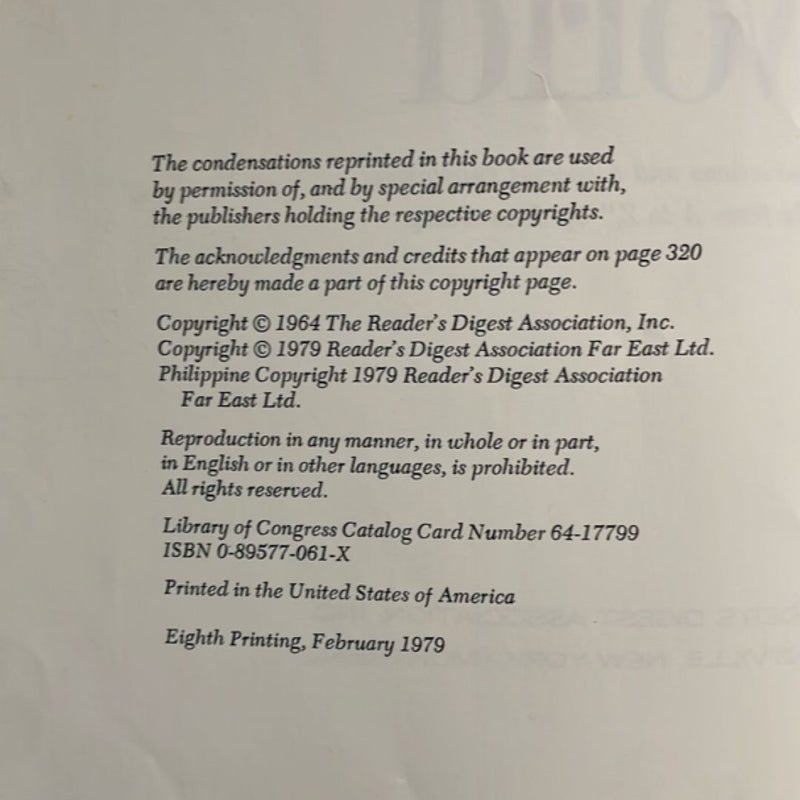 The condensations reprinted in this book are used
by permission of, and by special arrangement with,
the publishers holding the respective copyrights.
The acknowledgments and credits that appear on page 320
are hereby made a part of this copyright page.
Copyright © 1964 The Reader's Digest Association, Inc.
Copyright © 1979 Reader's Digest Association Far East Ltd.
Philippine Copyright 1979 Reader's Digest Association
Far East Ltd.
Reproduction in any manner, in whole or in part,
in English or in other languages, is prohibited.
All rights reserved.
Library of Congress Catalog Card Number 64-17799
ISBN 0-89577-061-X
Printed in the United States of America
Eighth Printing, February 1979